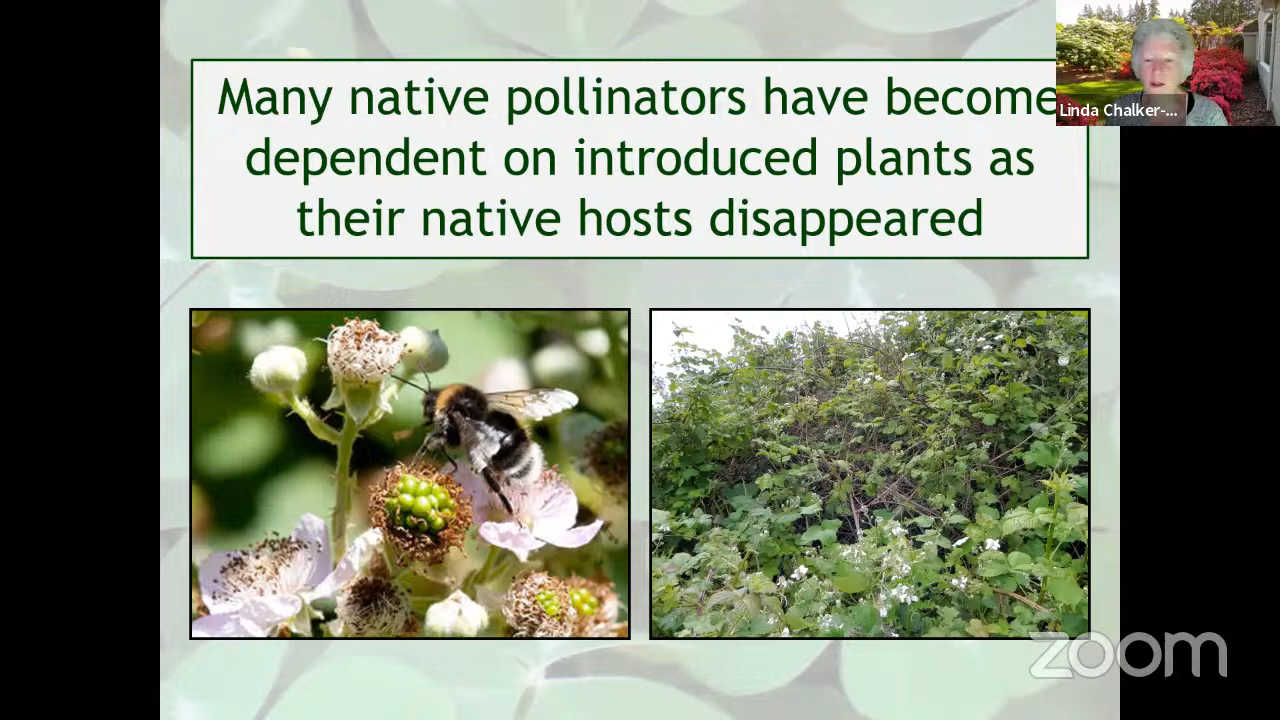 Many native pollinators have become
dependent on introduced plants as
their native hosts disappeared
Linda Chalker-...
zoom